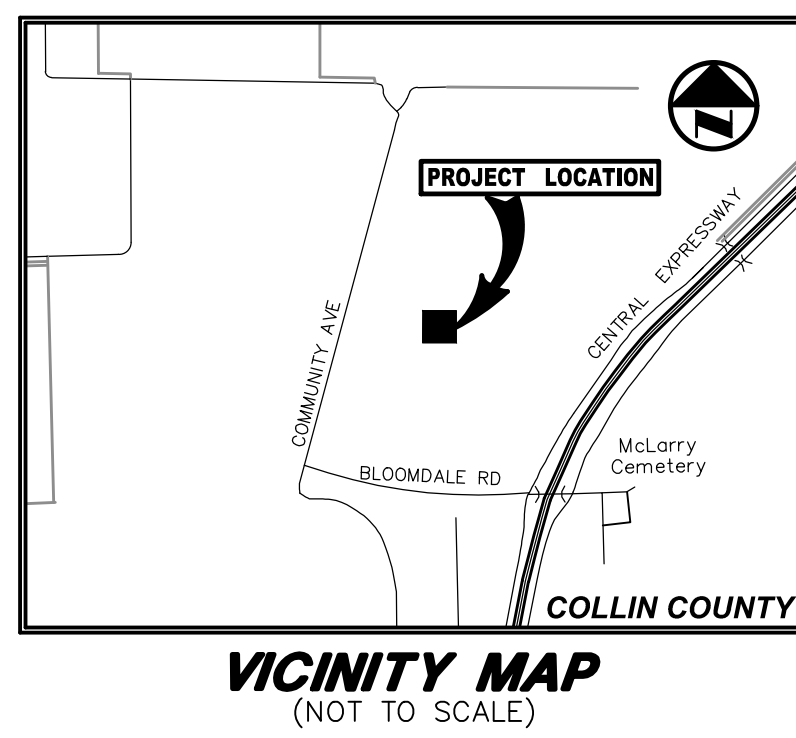 N
PROJECT LOCATION
CENTRAL EXPRESSWAY
COMMUNITY AVE
McLarry
Cemetery
BLOOMDALE RD
COLLIN COUNTY
VICINITY MAP
(NOT TO SCALE)